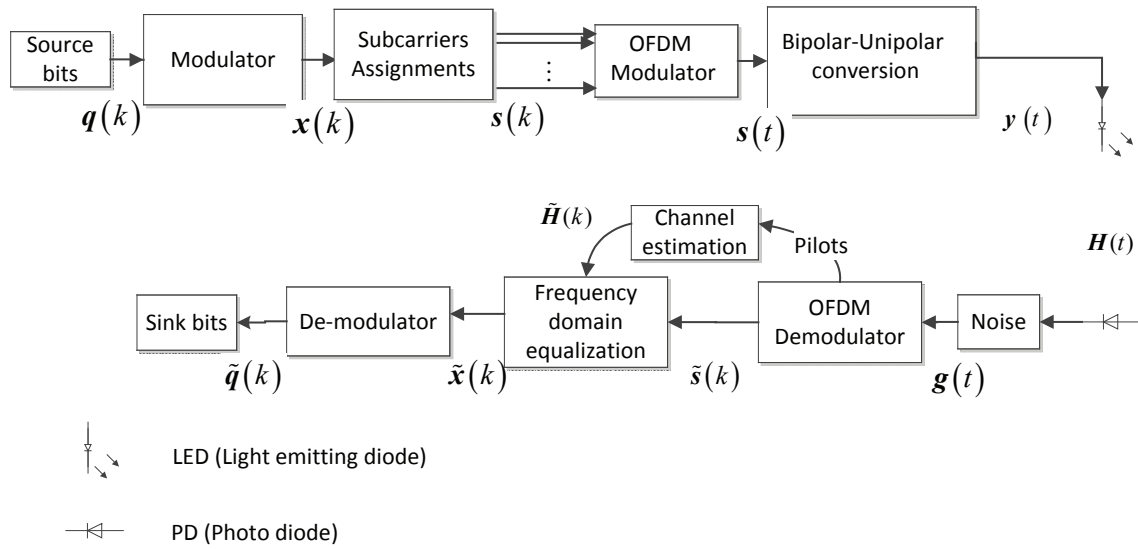 Source bits
Modulator
Subcarriers Assignments
⋮
OFDM Modulator
Bipolar-Unipolar conversion
q(k)
x(k)
s(k)
s(t)
y(t)
H̃(k)
Channel estimation
Pilots
H(t)
Sink bits
De-modulator
Frequency domain equalization
OFDM Demodulator
Noise
q̃(k)
x̃(k)
s̃(k)
g(t)
LED (Light emitting diode)
PD (Photo diode)